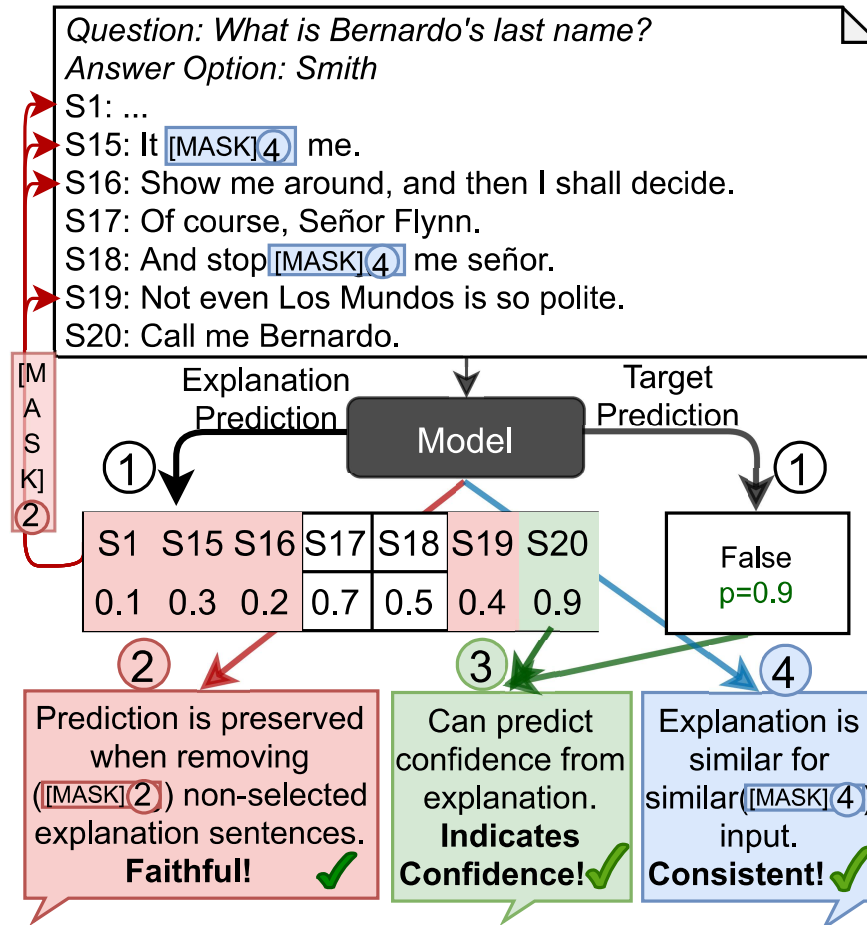 Question: What is Bernardo's last name?
Answer Option: Smith
S1: ...
S15: It [MASK] 4 me.
S16: Show me around, and then I shall decide.
S17: Of course, Señor Flynn.
S18: And stop [MASK] 4 me señor.
S19: Not even Los Mundos is so polite.
S20: Call me Bernardo.
[M
A
S
K]
2
Explanation
Prediction
Target
Prediction
Model
1
1
S1 S15 S16 S17 S18 S19 S20
0.1 0.3 0.2 0.7 0.5 0.4 0.9
False
p=0.9
2
Prediction is preserved
when removing
([MASK] 2) non-selected
explanation sentences.
Faithful!
3
Can predict
confidence from
explanation.
Indicates
Confidence!
4
Explanation is
similar for
similar([MASK] 4)
input.
Consistent!